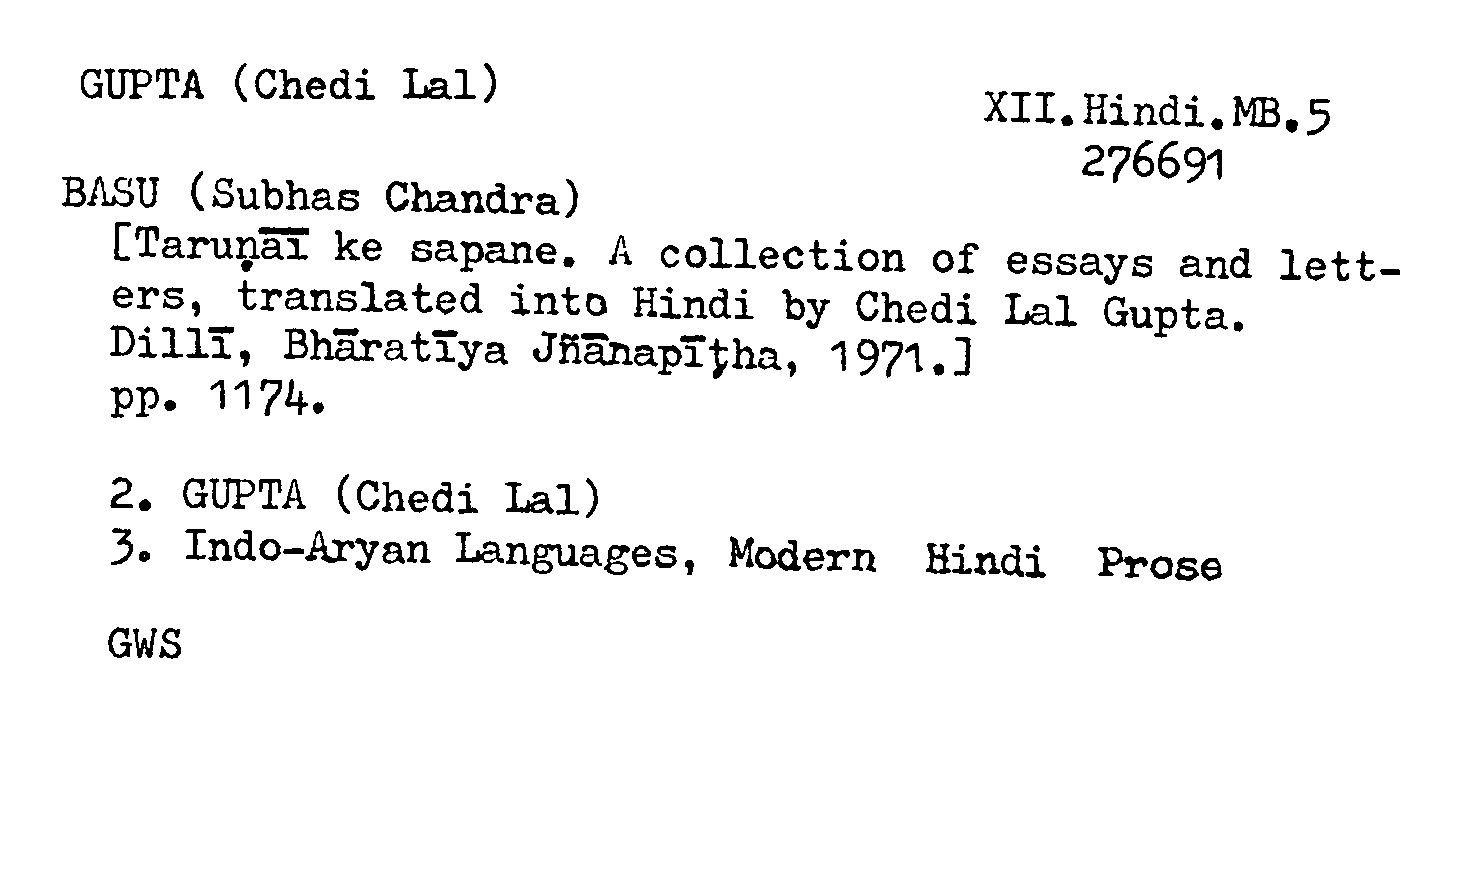 GUPTA (Chedi Lal)
XII.Hindi.MB.5
276691
BASU (Subhas Chandra)
[Taruṇāī ke sapane. A collection of essays and lett-
ers, translated into Hindi by Chedi Lal Gupta.
Dillī, Bhāratīya Jñānapīṭha, 1971.]
pp. 1174.
2. GUPTA (Chedi Lal)
3. Indo-Aryan Languages, Modern Hindi Prose
GWS